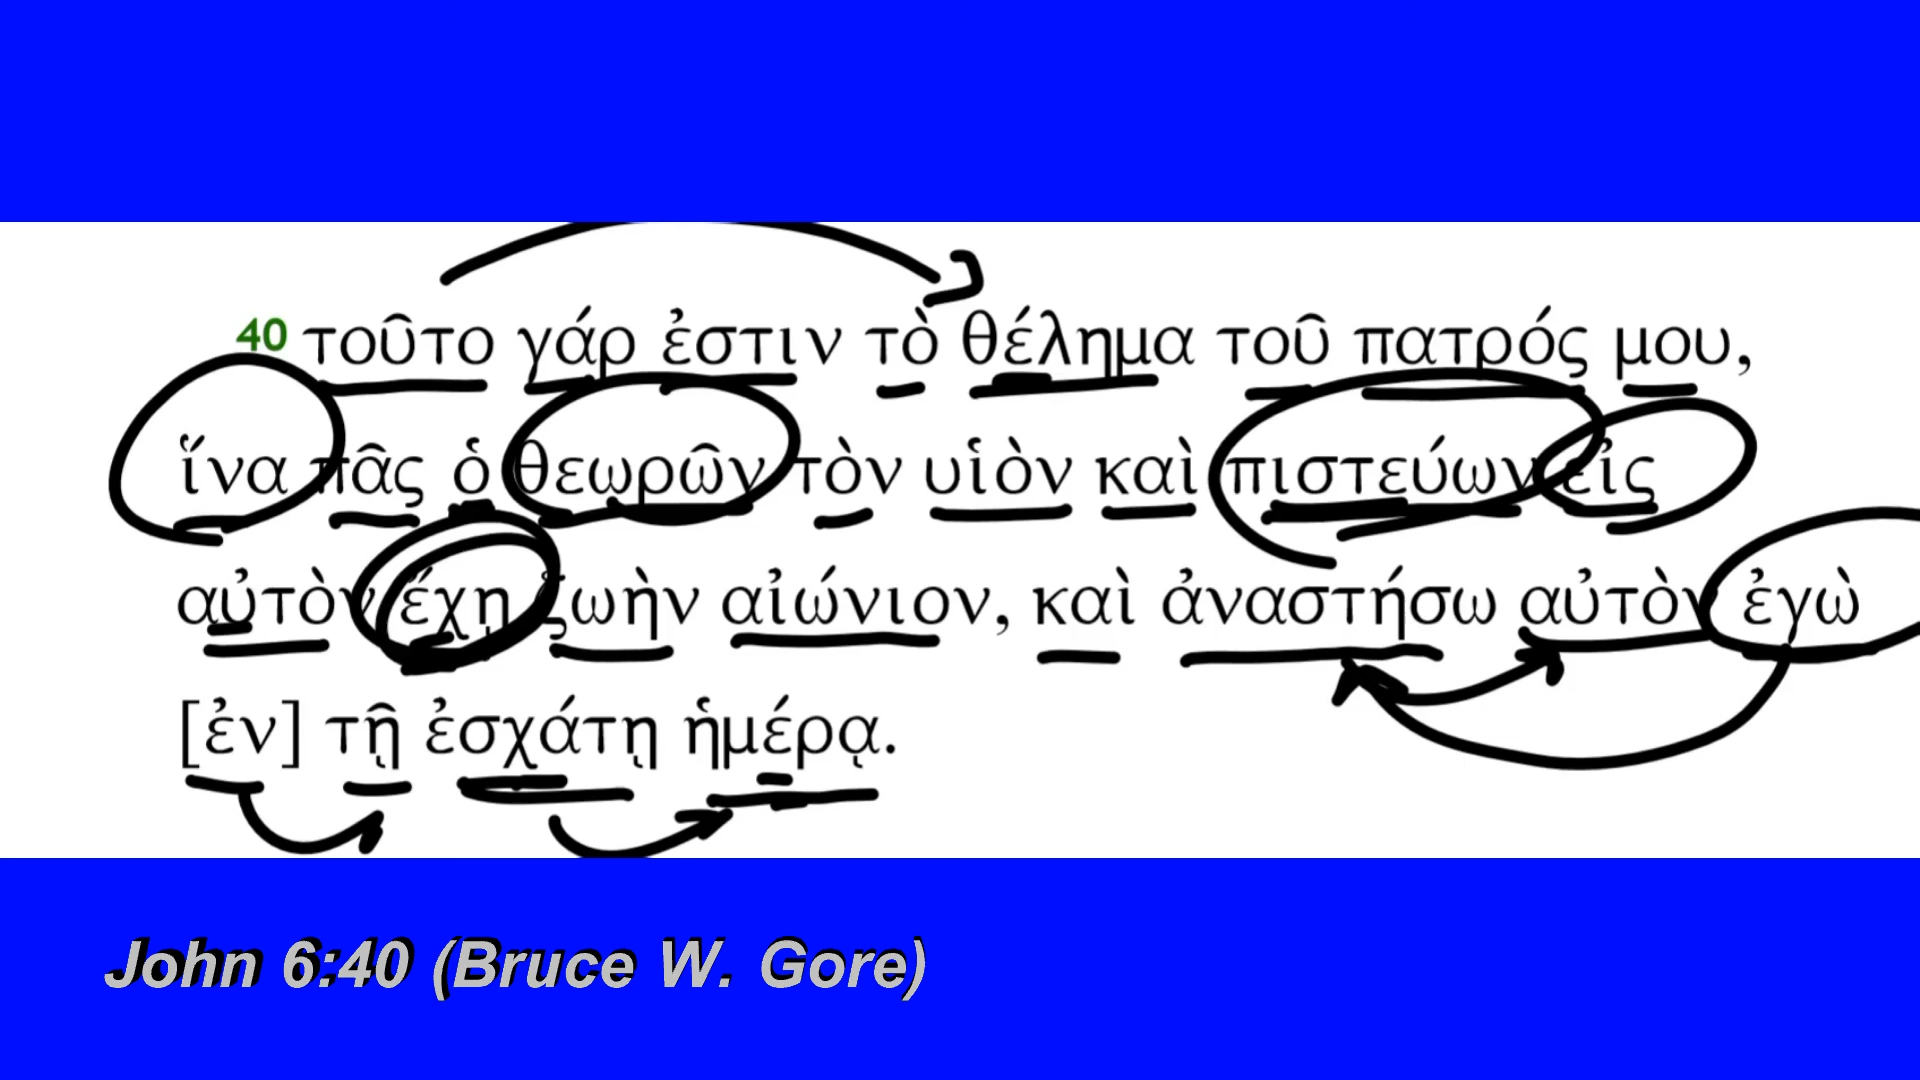 40 τοῦτο γάρ ἐστιν τὸ θέλημα τοῦ πατρός μου,
ἵνα πᾶς ὁ θεωρῶν τὸν υἱὸν καὶ πιστεύων εἰς
αὐτὸν ἔχῃ ζωὴν αἰώνιον, καὶ ἀναστήσω αὐτὸν ἐγὼ
[ἐν] τῇ ἐσχάτῃ ἡμέρᾳ.
John 6:40 (Bruce W. Gore)